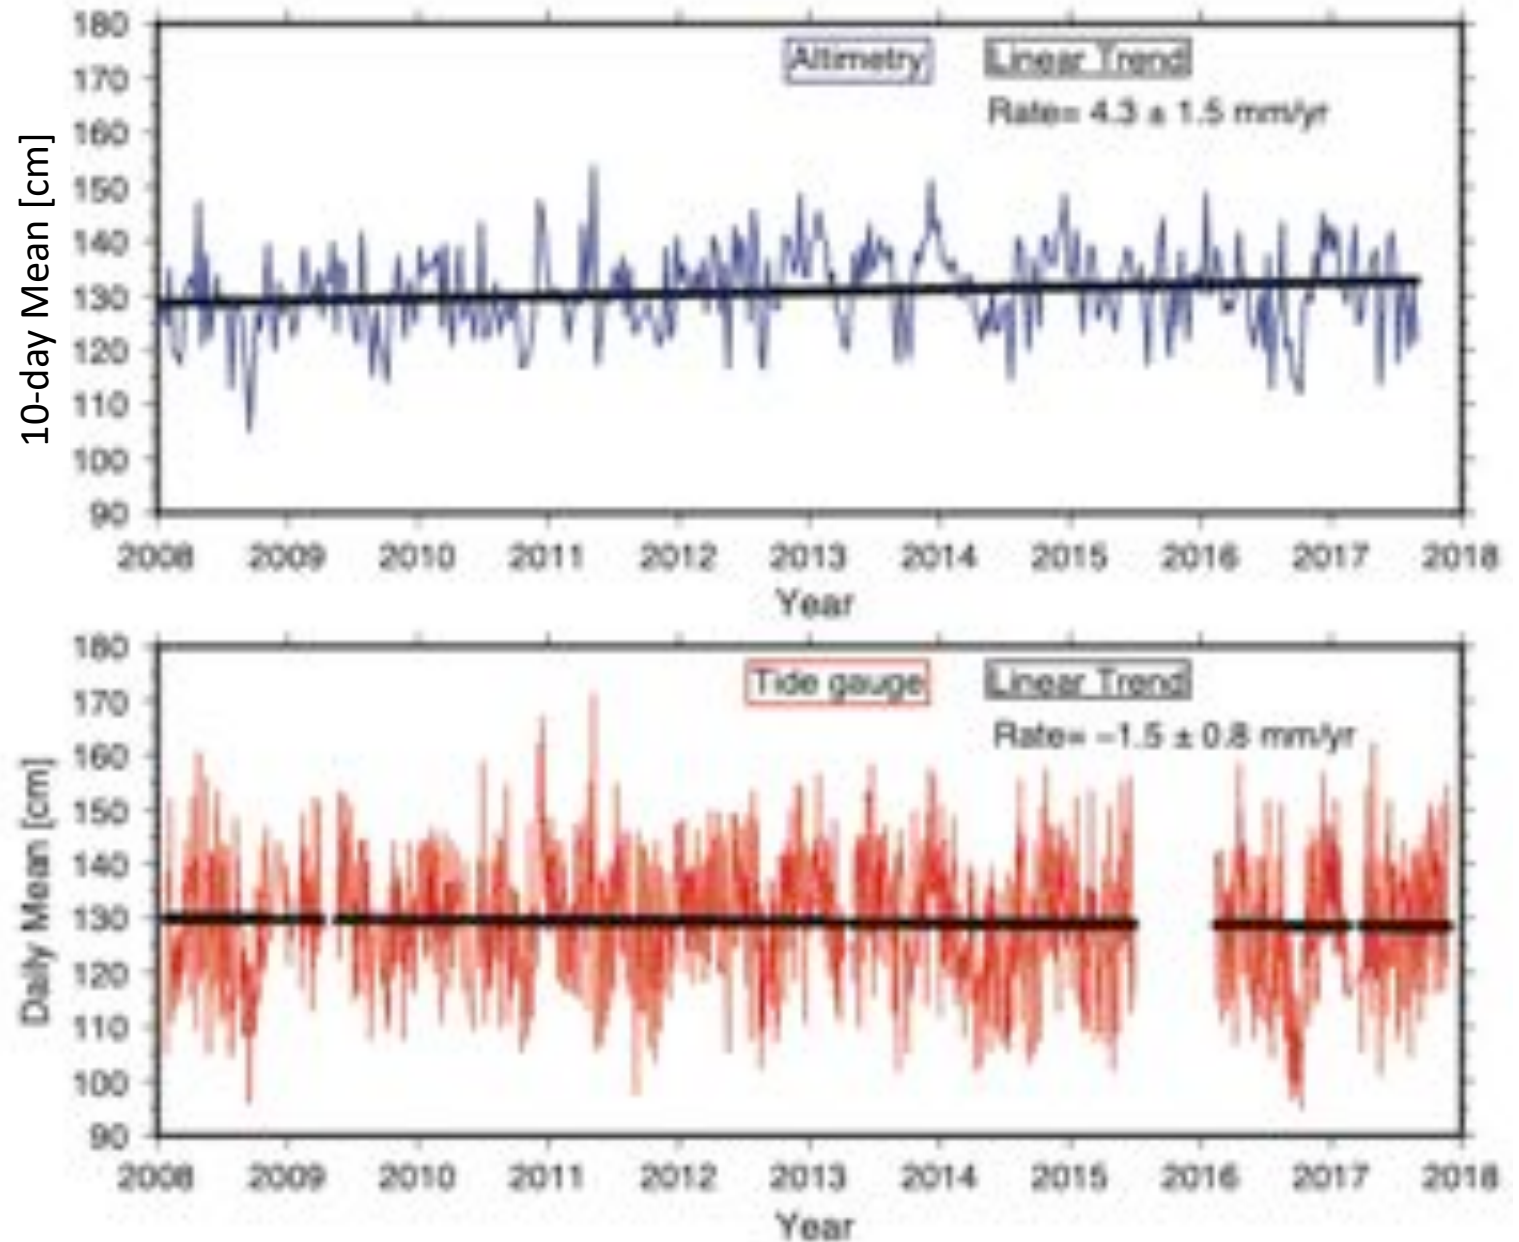 10-day Mean [cm]
180
170
160
150
140
130
120
110
100
90
Altimetry
Linear Trend
Rate= 4.3 ± 1.5 mm/yr
2008 2009 2010 2011 2012 2013 2014 2015 2016 2017 2018
Year
Daily Mean [cm]
180
170
160
150
140
130
120
110
100
90
Tide gauge
Linear Trend
Rate= −1.5 ± 0.8 mm/yr
2008 2009 2010 2011 2012 2013 2014 2015 2016 2017 2018
Year